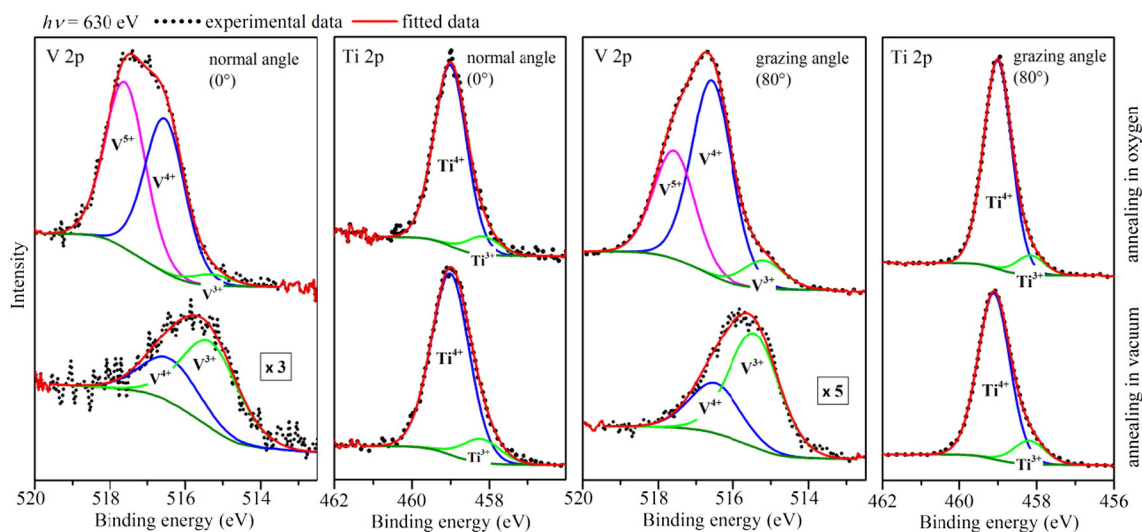 hν = 630 eV experimental data fitted data
V 2p
normal angle
(0°)
V5+
V4+
V3+
Ti 2p
normal angle
(0°)
Ti4+
Ti3+
V 2p
grazing angle
(80°)
V5+
V4+
V3+
Ti 2p
grazing angle
(80°)
Ti4+
Ti3+
annealing in oxygen
Intensity
V4+
V3+
x 3
Ti4+
Ti3+
V4+
V3+
x 5
Ti4+
Ti3+
annealing in vacuum
520 518 516 514
462 460 458
520 518 516 514
462 460 458 456
Binding energy (eV)
Binding energy (eV)
Binding energy (eV)
Binding energy (eV)